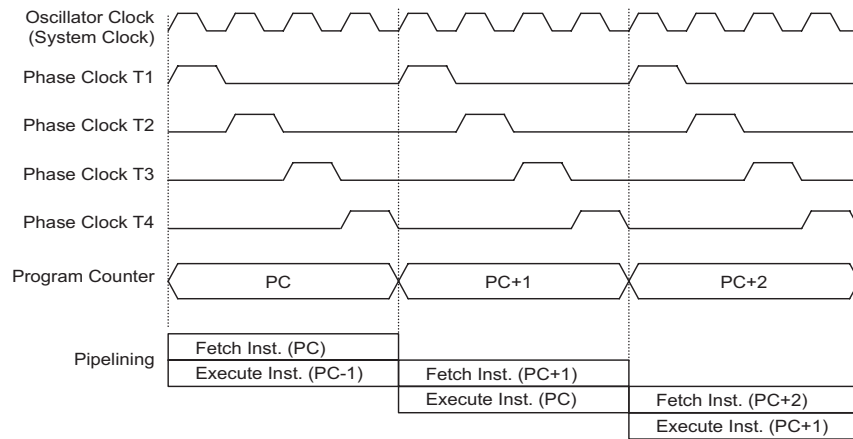 Oscillator Clock
(System Clock)
Phase Clock T1
Phase Clock T2
Phase Clock T3
Phase Clock T4
Program Counter
PC
PC+1
PC+2
Pipelining
Fetch Inst. (PC)
Execute Inst. (PC-1)
Fetch Inst. (PC+1)
Execute Inst. (PC)
Fetch Inst. (PC+2)
Execute Inst. (PC+1)